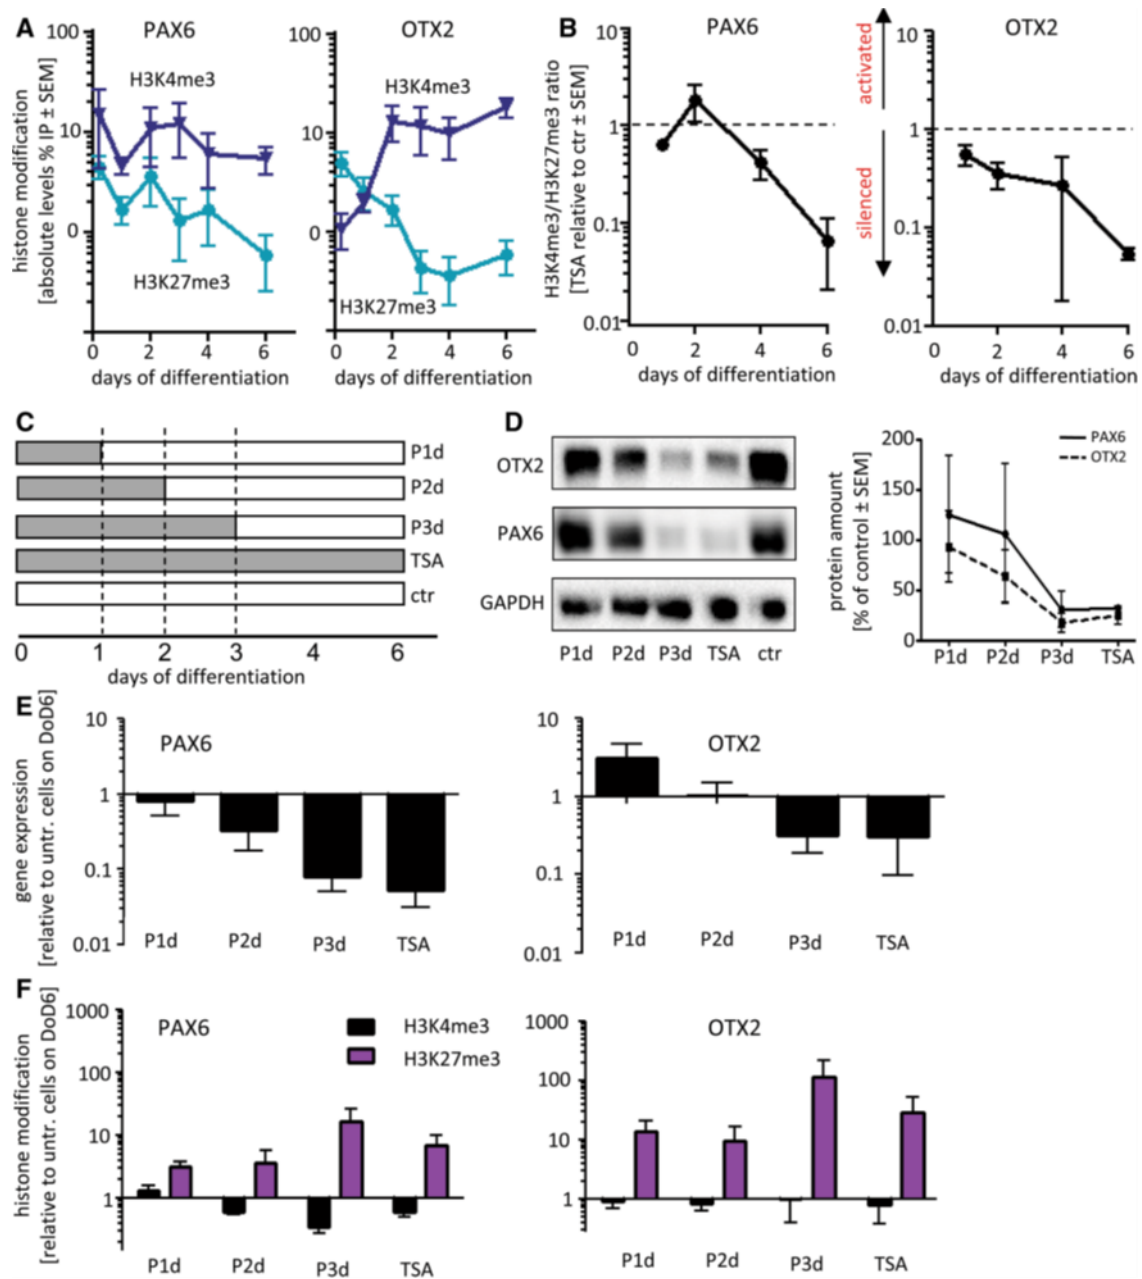 A
PAX6
OTX2
histone modification
[absolute levels % IP ± SEM]
100
10
0
H3K4me3
H3K27me3
0 2 4 6
days of differentiation
100
10
0
H3K4me3
H3K27me3
0 2 4 6
days of differentiation
B
PAX6
OTX2
H3K4me3/H3K27me3 ratio
[TSA relative to ctr ± SEM]
10
1
0.1
0.01
0 2 4 6
days of differentiation
activated
silenced
10
1
0.1
0.01
0 2 4 6
days of differentiation
C
P1d
P2d
P3d
TSA
ctr
0 1 2 3 4 6
days of differentiation
D
OTX2
PAX6
GAPDH
P1d P2d P3d TSA ctr
protein amount
[% of control ± SEM]
200
150
100
50
0
PAX6
OTX2
P1d P2d P3d TSA
E
gene expression
[relative to untr. cells on DoD6]
PAX6
10
1
0.1
0.01
P1d P2d P3d TSA
OTX2
10
1
0.1
0.01
P1d P2d P3d TSA
F
histone modification
[relative to untr. cells on DoD6]
PAX6
1000
100
10
1
H3K4me3
H3K27me3
P1d P2d P3d TSA
OTX2
1000
100
10
1
P1d P2d P3d TSA